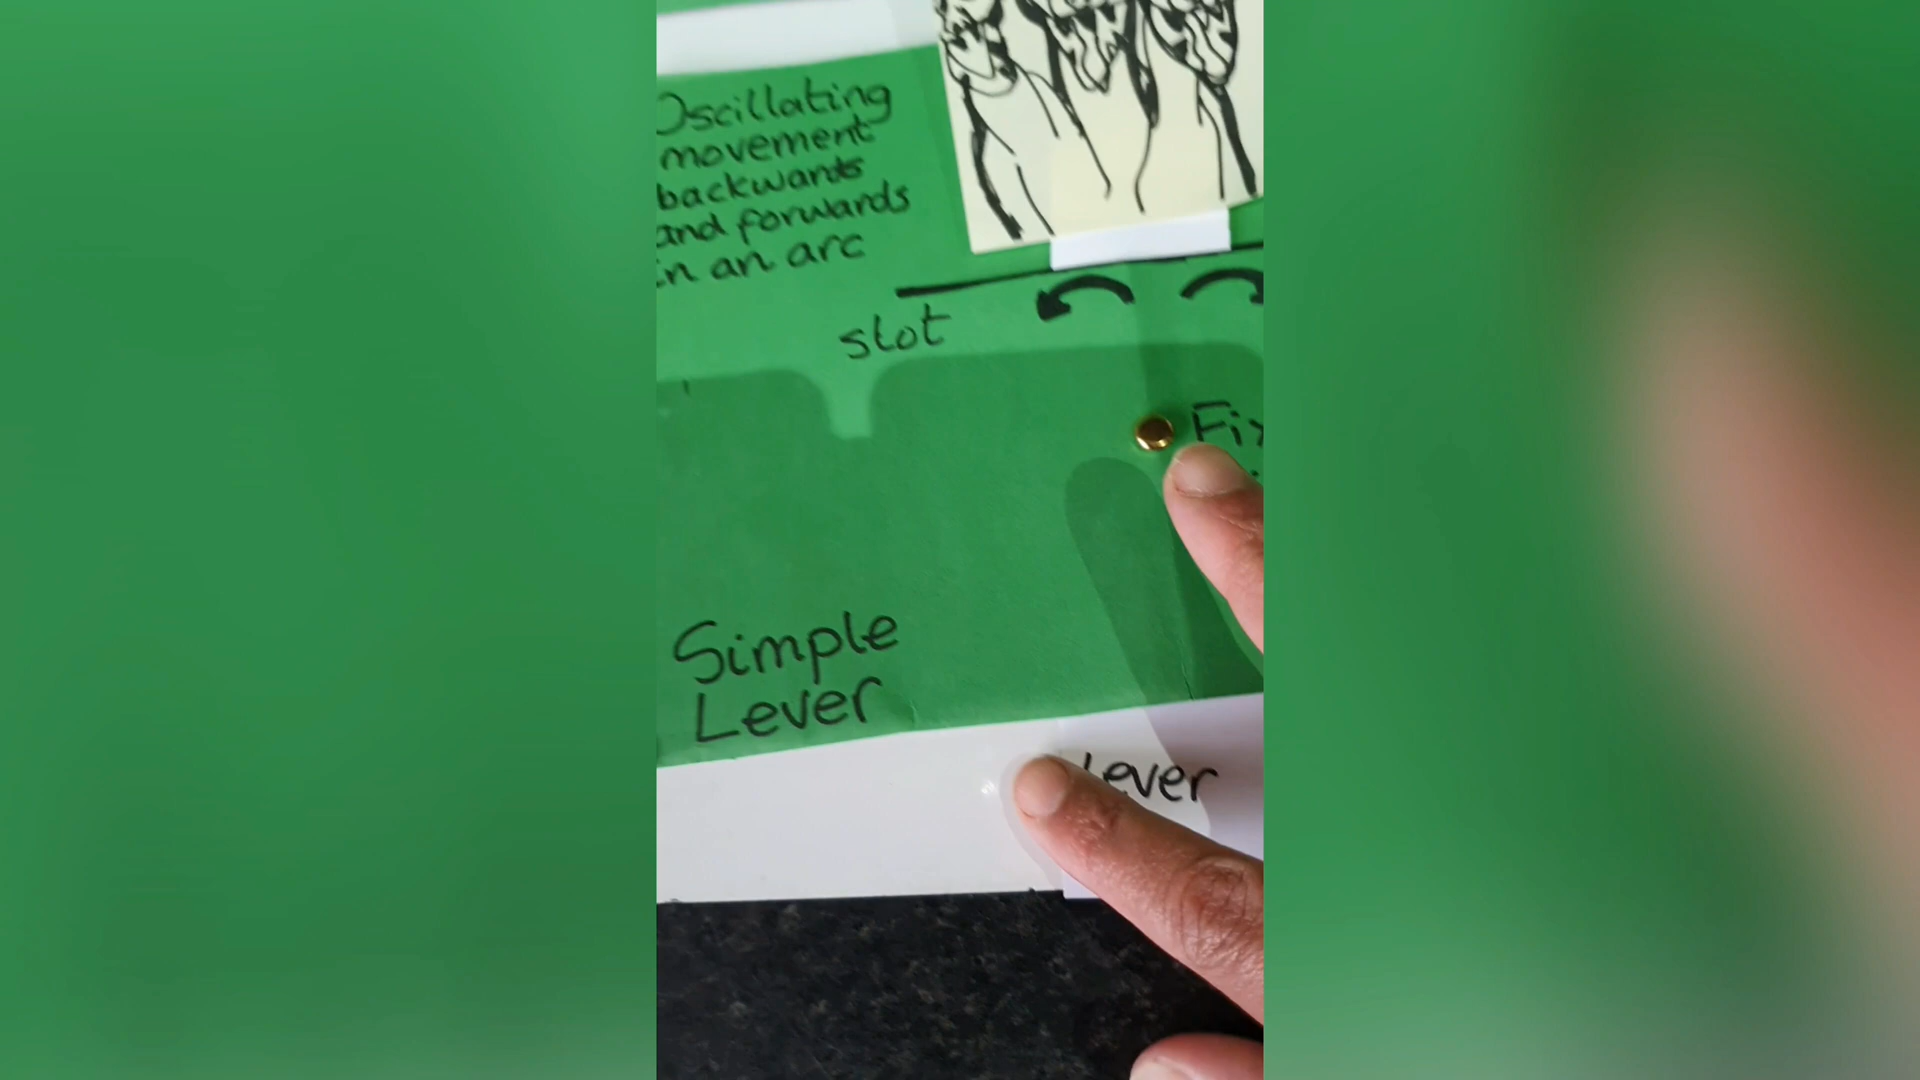 Oscillating
movement
backwards
and forwards
in an arc
slot
Simple
Lever
Lever